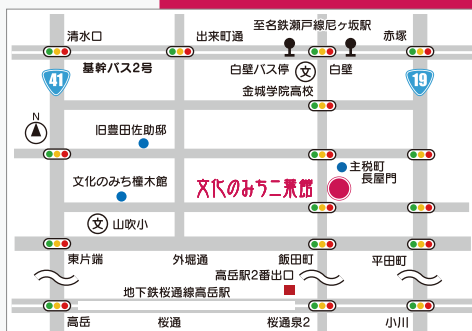 至名鉄瀬戸線尼ヶ坂駅
清水口
出来町通
赤塚
基幹バス2号
白壁バス停
文
白壁
41
金城学院高校
19
N
旧豊田佐助邸
主税町
長屋門
文化のみち橦木館
文化のみち二葉館
文
山吹小
東片端
外堀通
飯田町
平田町
高岳駅2番出口
地下鉄桜通線高岳駅
高岳
桜通
桜通泉2
小川